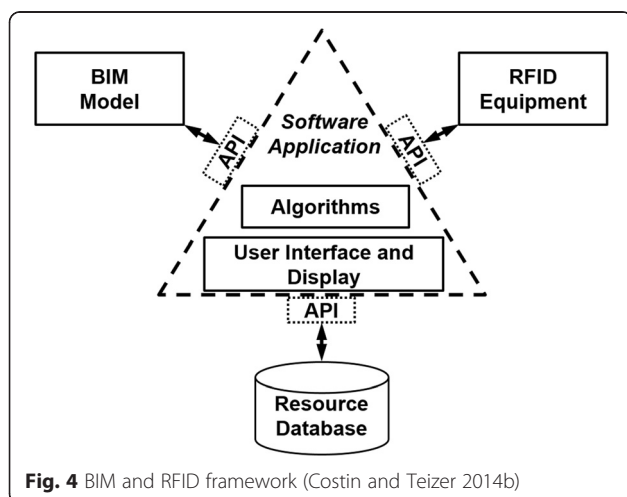 BIM
Model
RFID
Equipment
API
Software
Application
API
Algorithms
User Interface and
Display
API
Resource
Database
Fig. 4 BIM and RFID framework (Costin and Teizer 2014b)